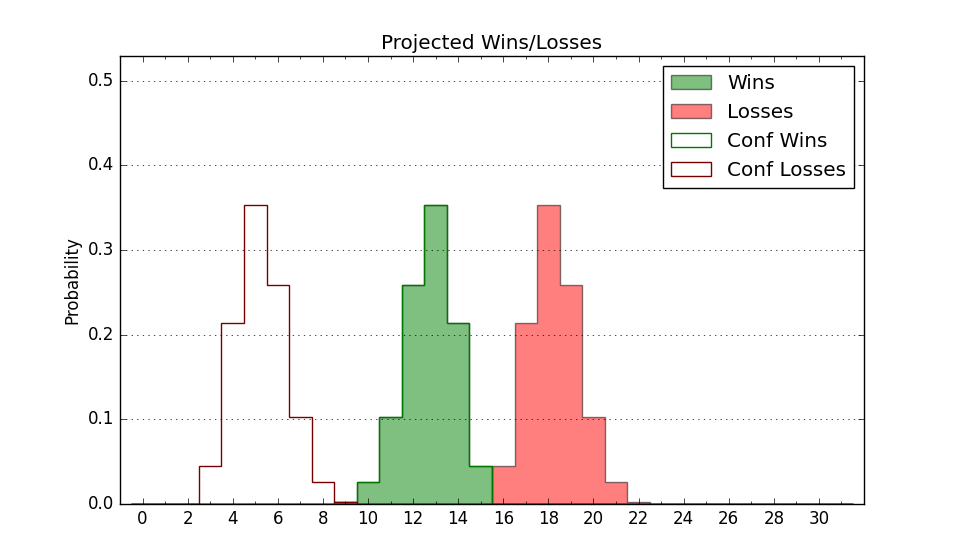 Projected Wins/Losses
Probability
0.5
0.4
0.3
0.2
0.1
0.0
0 2 4 6 8 10 12 14 16 18 20 22 24 26 28 30
Wins
Losses
Conf Wins
Conf Losses